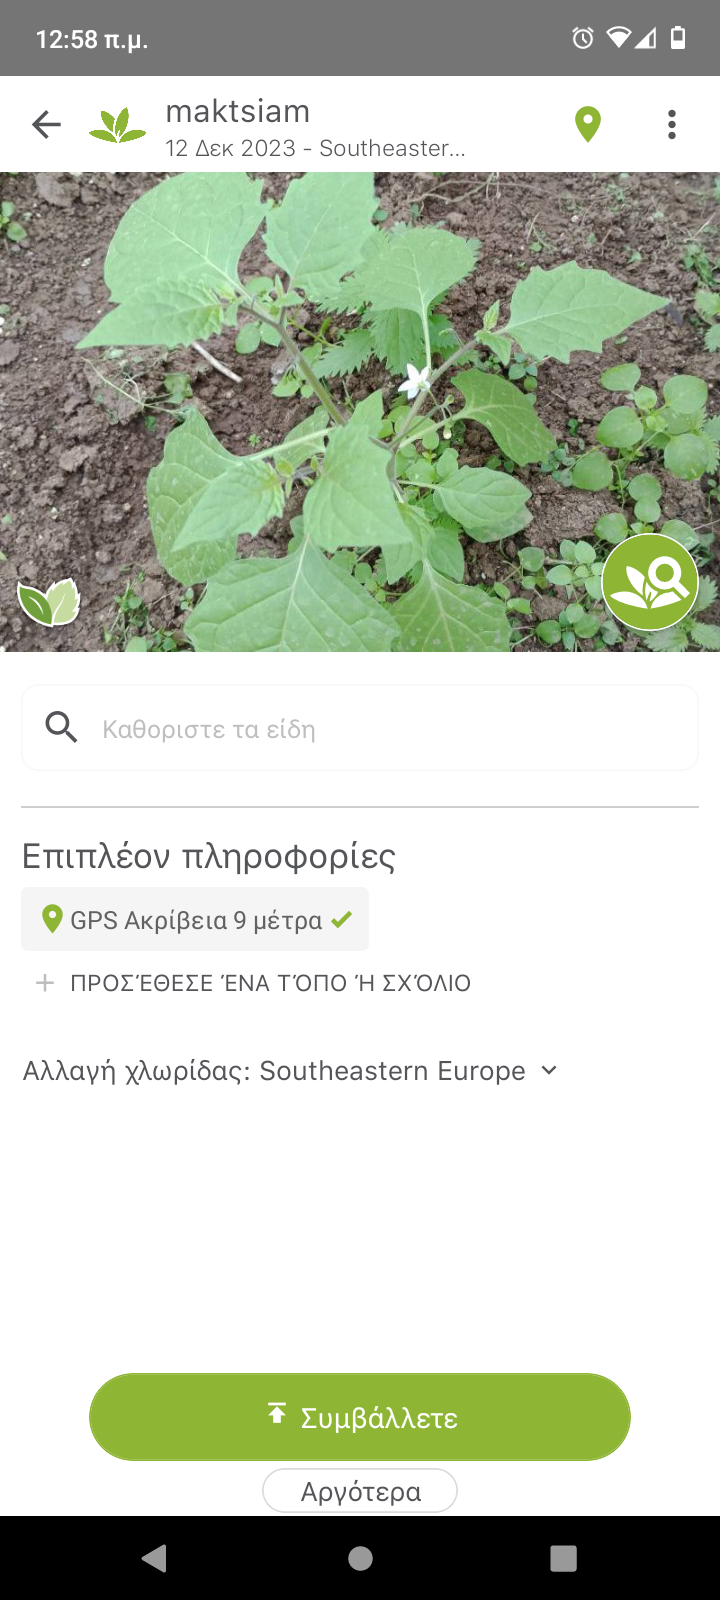 12:58 π.μ.
maktsiam
12 Δεκ 2023 - Southeaster...
Καθοριστε τα είδη
Επιπλέον πληροφορίες
GPS Ακρίβεια 9 μέτρα
ΠΡΟΣΈΘΕΣΕ ΈΝΑ ΤΌΠΟ Ή ΣΧΌΛΙΟ
Αλλαγή χλωρίδας: Southeastern Europe
Συμβάλλετε
Αργότερα